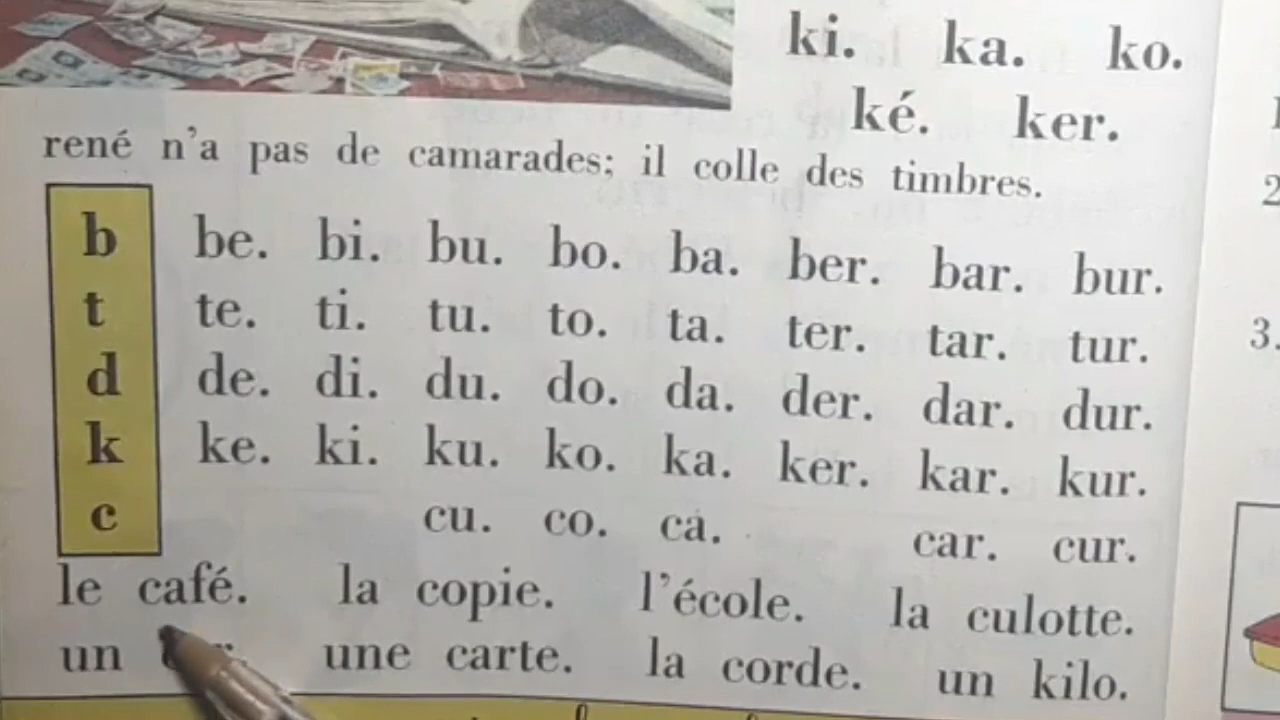 ki. ka. ko.
ké. ker.
rené n'a pas de camarades; il colle des timbres.
b be. bi. bu. bo. ba. ber. bar. bur.
t te. ti. tu. to. ta. ter. tar. tur.
d de. di. du. do. da. der. dar. dur.
k ke. ki. ku. ko. ka. ker. kar. kur.
c cu. co. ca. car. cur.
le café. la copie. l'école. la culotte.
un une carte. la corde. un kilo.
2
3.